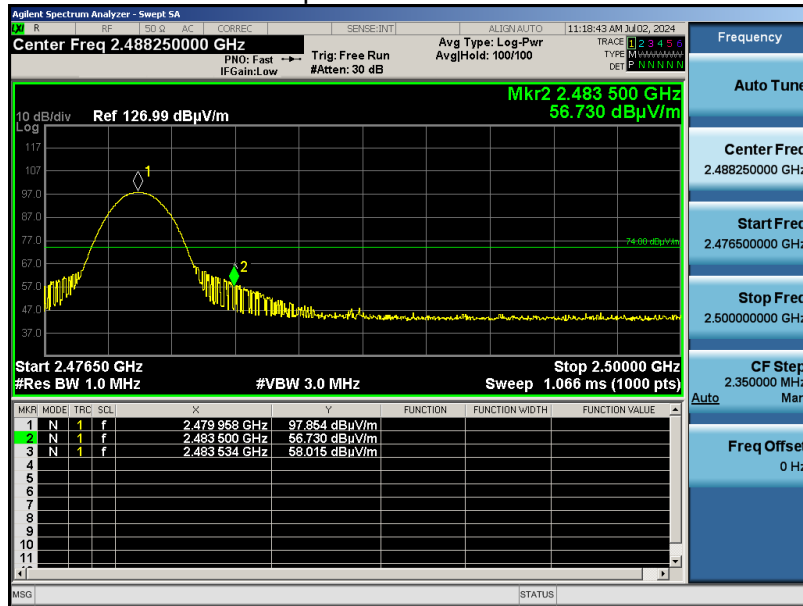 Agilent Spectrum Analyzer - Swept SA
LXI R RF 50 Ω AC CORREC SENSE:INT ALIGN AUTO 11:18:43 AM Jul 02, 2024
Center Freq 2.488250000 GHz
PNO: Fast
IFGain:Low
Trig: Free Run
#Atten: 30 dB
Avg Type: Log-Pwr
Avg|Hold: 100/100
TRACE 1 2 3 4 5 6
TYPE M
DET P N N N N N
Mkr2 2.483 500 GHz
56.730 dBµV/m
10 dB/div Ref 126.99 dBµV/m
Log
117
107
97.0
87.0
77.0
67.0
57.0
47.0
37.0
1
2
74.00 dBµV/m
Start 2.47650 GHz Stop 2.50000 GHz
#Res BW 1.0 MHz #VBW 3.0 MHz Sweep 1.066 ms (1000 pts)
MKR MODE TRC SCL X Y FUNCTION FUNCTION WIDTH FUNCTION VALUE
1 N 1 f 2.479 958 GHz 97.854 dBµV/m
2 N 1 f 2.483 500 GHz 56.730 dBµV/m
3 N 1 f 2.483 534 GHz 58.015 dBµV/m
4
5
6
7
8
9
10
11
MSG STATUS
Frequency
Auto Tune
Center Freq
2.488250000 GHz
Start Freq
2.476500000 GHz
Stop Freq
2.500000000 GHz
CF Step
2.350000 MHz
Auto Man
Freq Offset
0 Hz